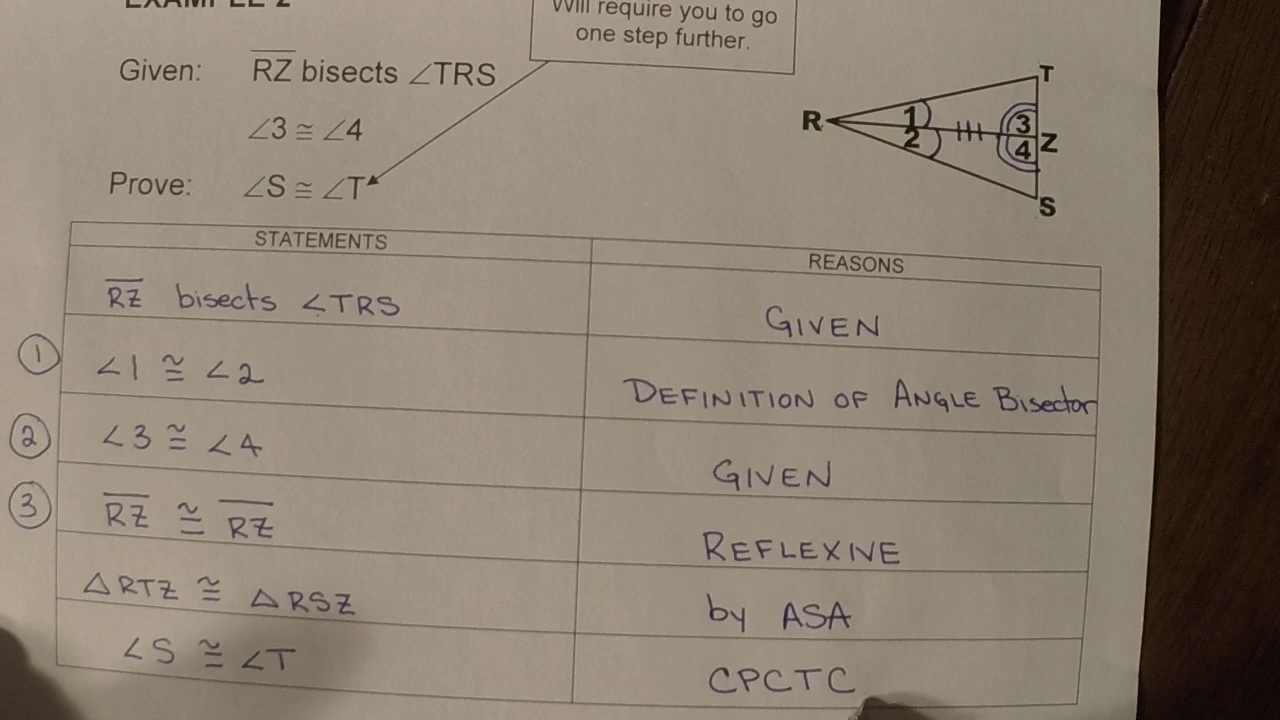 EXAMPLE 2
Will require you to go
one step further.
Given: RZ bisects ∠TRS
∠3 ≅ ∠4
Prove: ∠S ≅ ∠T
T
R 1 3
2 4 Z
S
STATEMENTS REASONS
RZ bisects ∠TRS GIVEN
① ∠1 ≅ ∠2 DEFINITION OF ANGLE Bisector
② ∠3 ≅ ∠4 GIVEN
③ RZ ≅ RZ REFLEXIVE
△RTZ ≅ △RSZ by ASA
∠S ≅ ∠T CPCTC